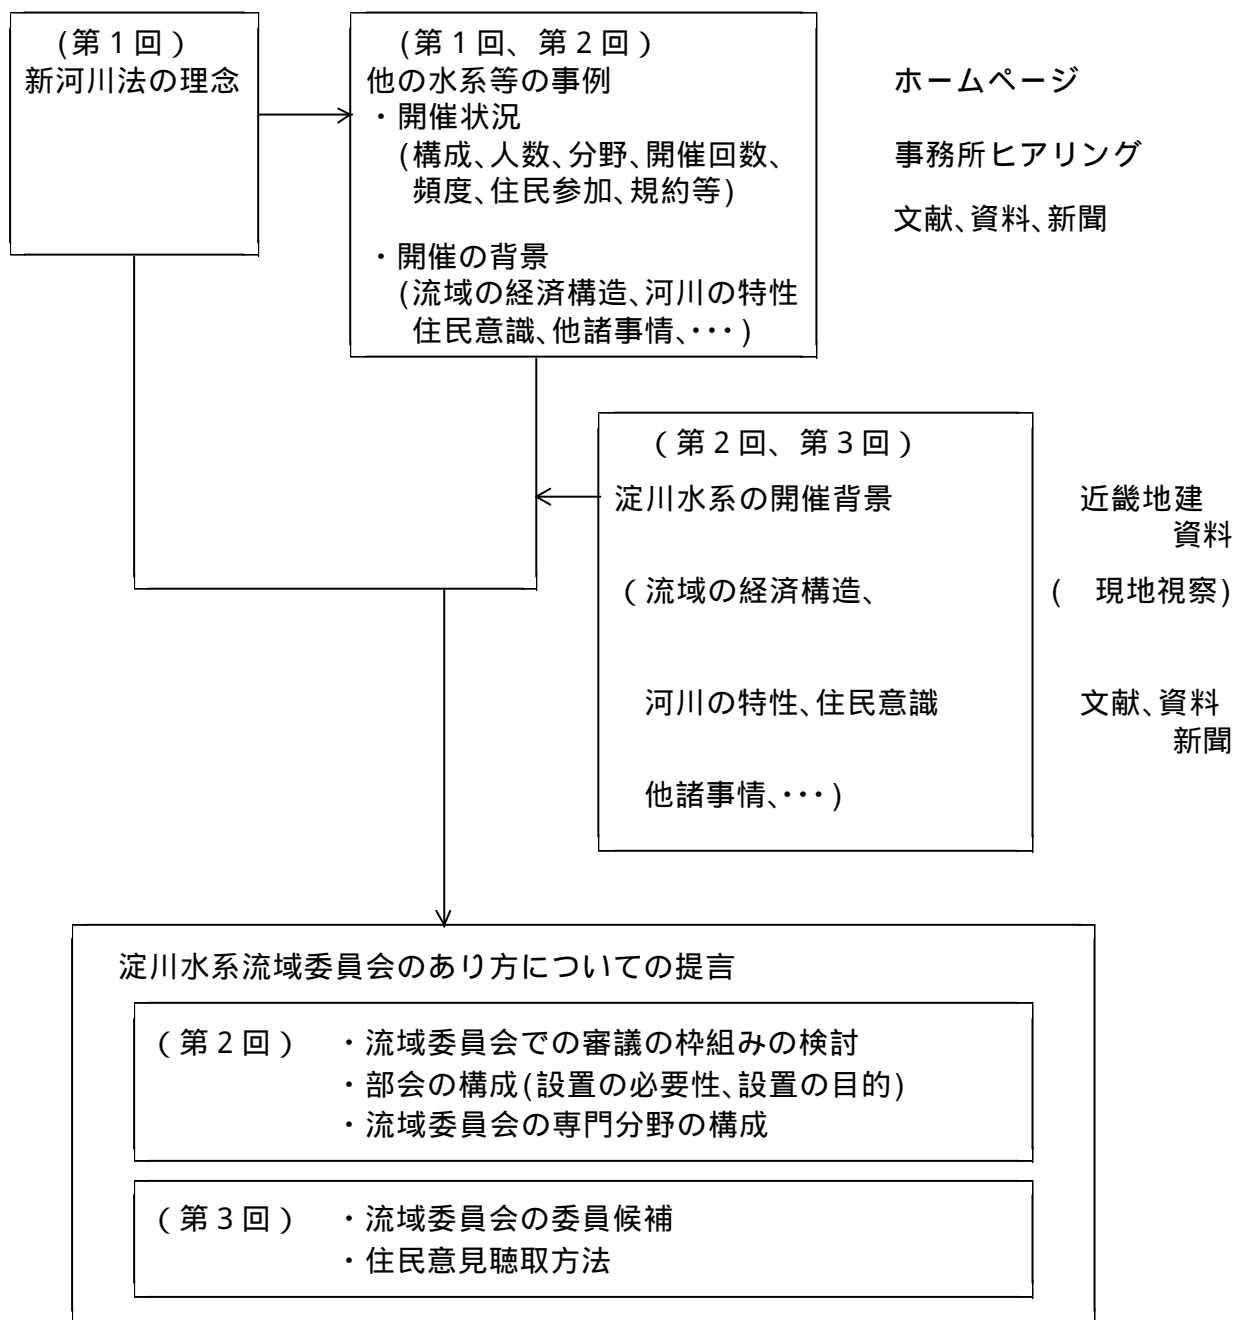 (第1回)
新河川法の理念
(第1回、第2回)
他の水系等の事例
・開催状況
(構成、人数、分野、開催回数、
頻度、住民参加、規約等)
・開催の背景
(流域の経済構造、河川の特性
住民意識、他諸事情、・・・)
ホームページ
事務所ヒアリング
文献、資料、新聞
(第2回、第3回)
淀川水系の開催背景
(流域の経済構造、
河川の特性、住民意識
他諸事情、・・・)
近畿地建
資料
( 現地視察)
文献、資料
新聞
淀川水系流域委員会のあり方についての提言
(第2回) ・流域委員会での審議の枠組みの検討
・部会の構成(設置の必要性、設置の目的)
・流域委員会の専門分野の構成
(第3回) ・流域委員会の委員候補
・住民意見聴取方法